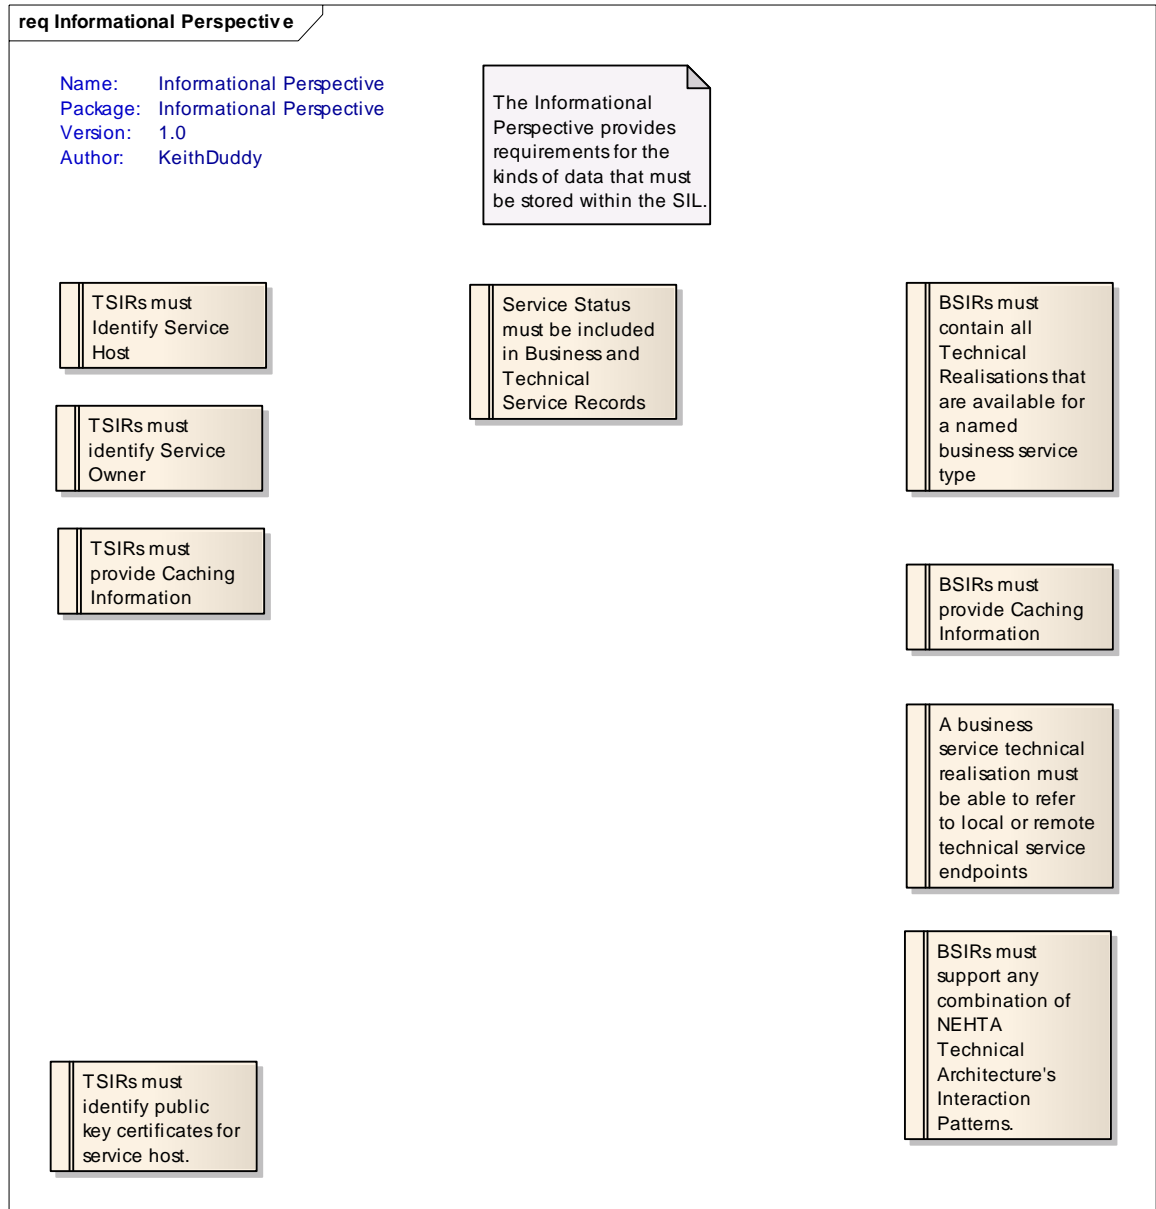 req Informational Perspective
Name: Informational Perspective
Package: Informational Perspective
Version: 1.0
Author: KeithDuddy
The Informational
Perspective provides
requirements for the
kinds of data that must
be stored within the SIL.
TSIRs must
Identify Service
Host
TSIRs must
identify Service
Owner
TSIRs must
provide Caching
Information
TSIRs must
identify public
key certificates for
service host.
Service Status
must be included
in Business and
Technical
Service Records
BSIRs must
contain all
Technical
Realisations that
are available for
a named
business service
type
BSIRs must
provide Caching
Information
A business
service technical
realisation must
be able to refer
to local or remote
technical service
endpoints
BSIRs must
support any
combination of
NEHTA
Technical
Architecture's
Interaction
Patterns.